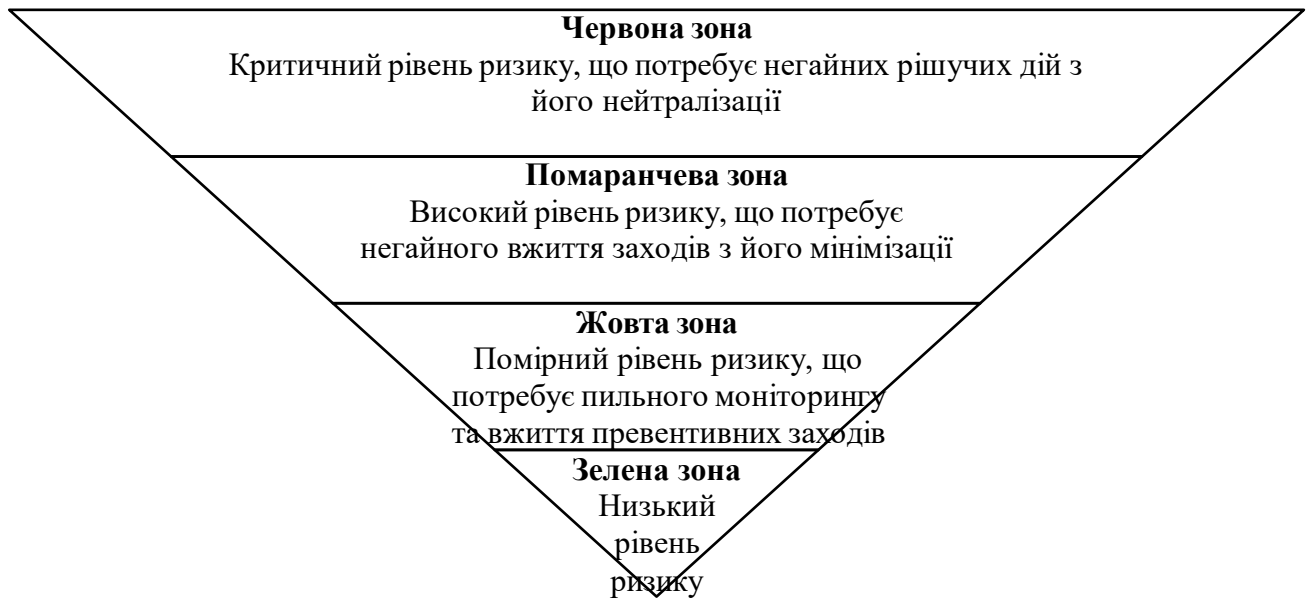 Червона зона
Критичний рівень ризику, що потребує негайних рішучих дій з
його нейтралізації
Помаранчева зона
Високий рівень ризику, що потребує
негайного вжиття заходів з його мінімізації
Жовта зона
Помірний рівень ризику, що
потребує пильного моніторингу
та вжиття превентивних заходів
Зелена зона
Низький
рівень
ризику